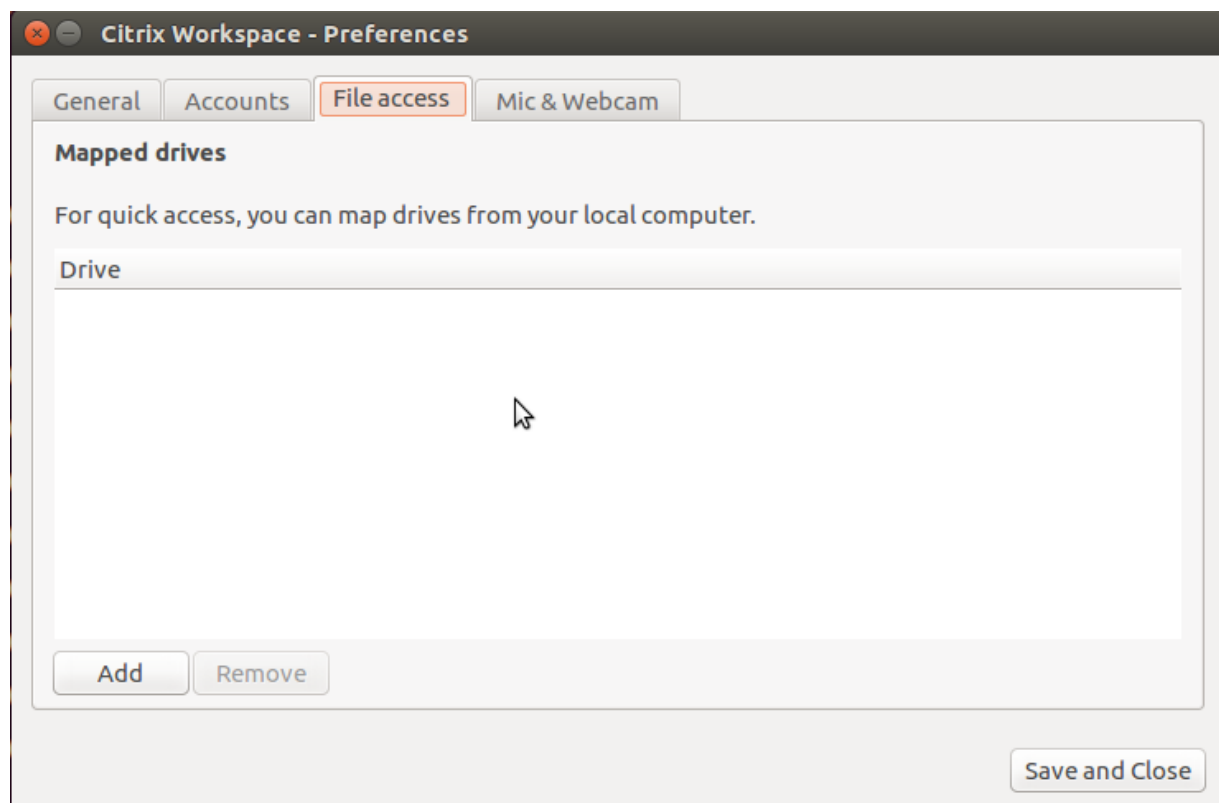 Citrix Workspace - Preferences
General Accounts File access Mic & Webcam
Mapped drives
For quick access, you can map drives from your local computer.
Drive
Add Remove
Save and Close